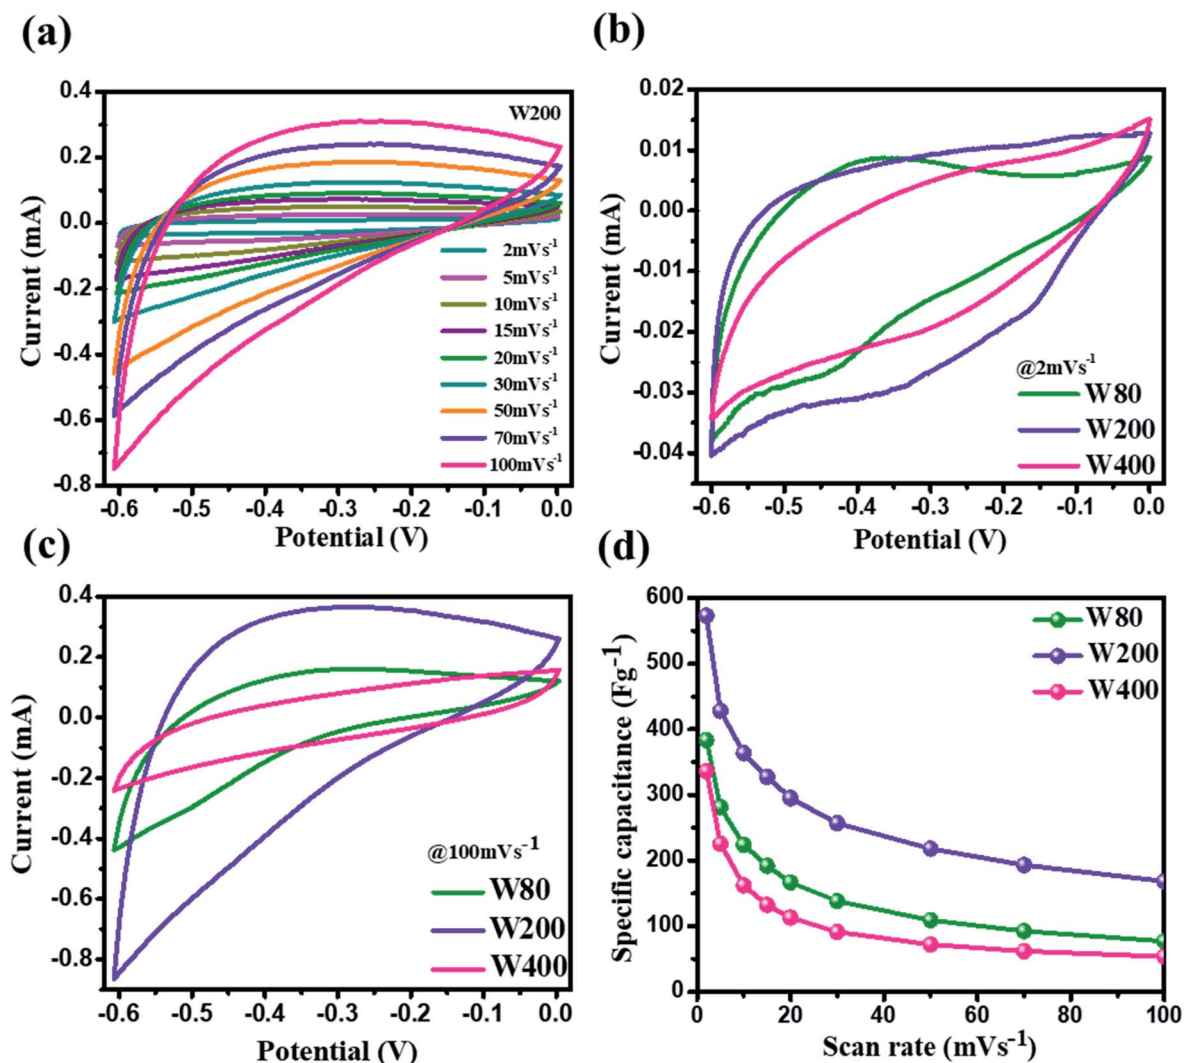 (a)
W200
0.4
0.2
0.0
-0.2
-0.4
-0.6
-0.8
Current (mA)
2mVs-1
5mVs-1
10mVs-1
15mVs-1
20mVs-1
30mVs-1
50mVs-1
70mVs-1
100mVs-1
-0.6 -0.5 -0.4 -0.3 -0.2 -0.1 0.0
Potential (V)
(b)
0.02
0.01
0.00
-0.01
-0.02
-0.03
-0.04
Current (mA)
@2mVs-1
W80
W200
W400
-0.6 -0.5 -0.4 -0.3 -0.2 -0.1 0.0
Potential (V)
(c)
0.4
0.2
0.0
-0.2
-0.4
-0.6
-0.8
Current (mA)
@100mVs-1
W80
W200
W400
-0.6 -0.5 -0.4 -0.3 -0.2 -0.1 0.0
Potential (V)
(d)
600
500
400
300
200
100
0
Specific capacitance (Fg-1)
W80
W200
W400
0 20 40 60 80 100
Scan rate (mVs-1)